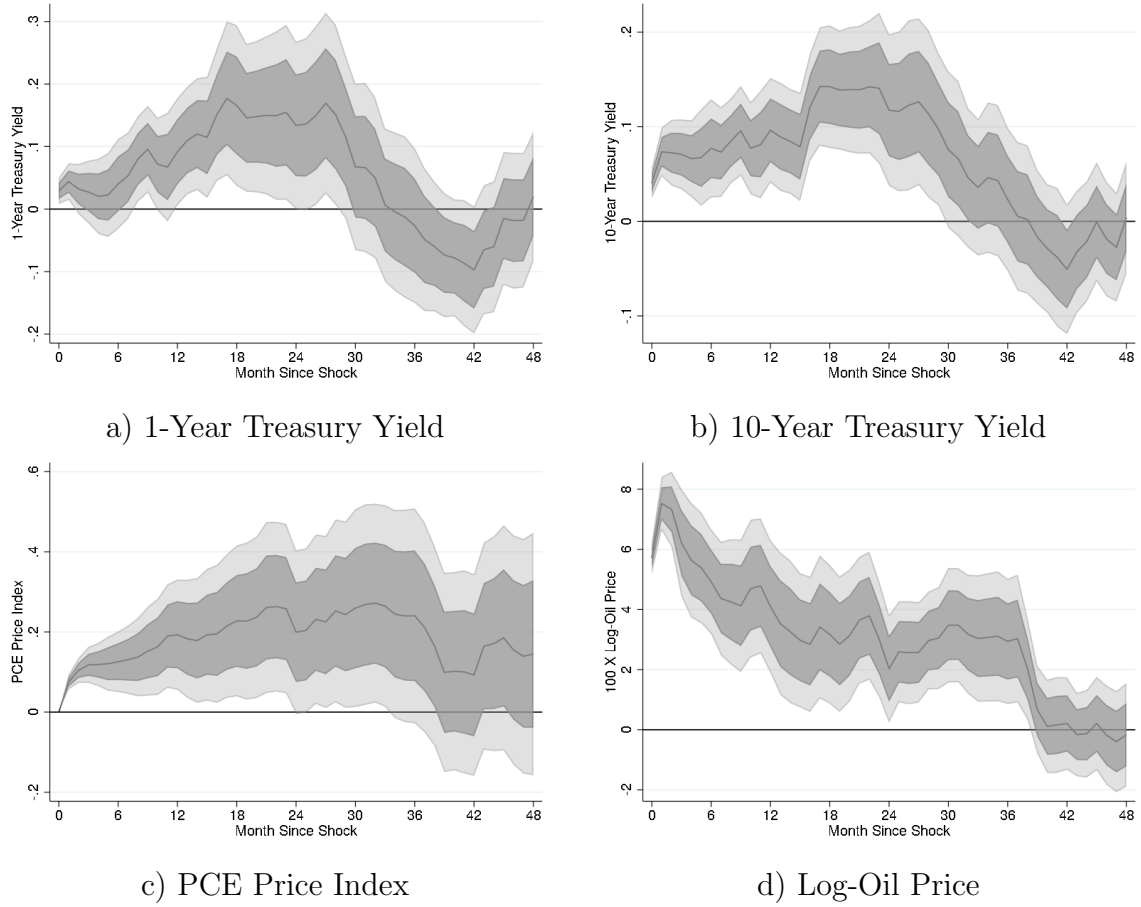 1-Year Treasury Yield
.3
.2
.1
0
-.1
-.2
0 6 12 18 24 30 36 42 48
Month Since Shock
a) 1-Year Treasury Yield
10-Year Treasury Yield
.2
.1
0
-.1
0 6 12 18 24 30 36 42 48
Month Since Shock
b) 10-Year Treasury Yield
PCE Price Index
.6
.4
.2
0
-.2
0 6 12 18 24 30 36 42 48
Month Since Shock
c) PCE Price Index
100 X Log-Oil Price
8
6
4
2
0
-2
0 6 12 18 24 30 36 42 48
Month Since Shock
d) Log-Oil Price